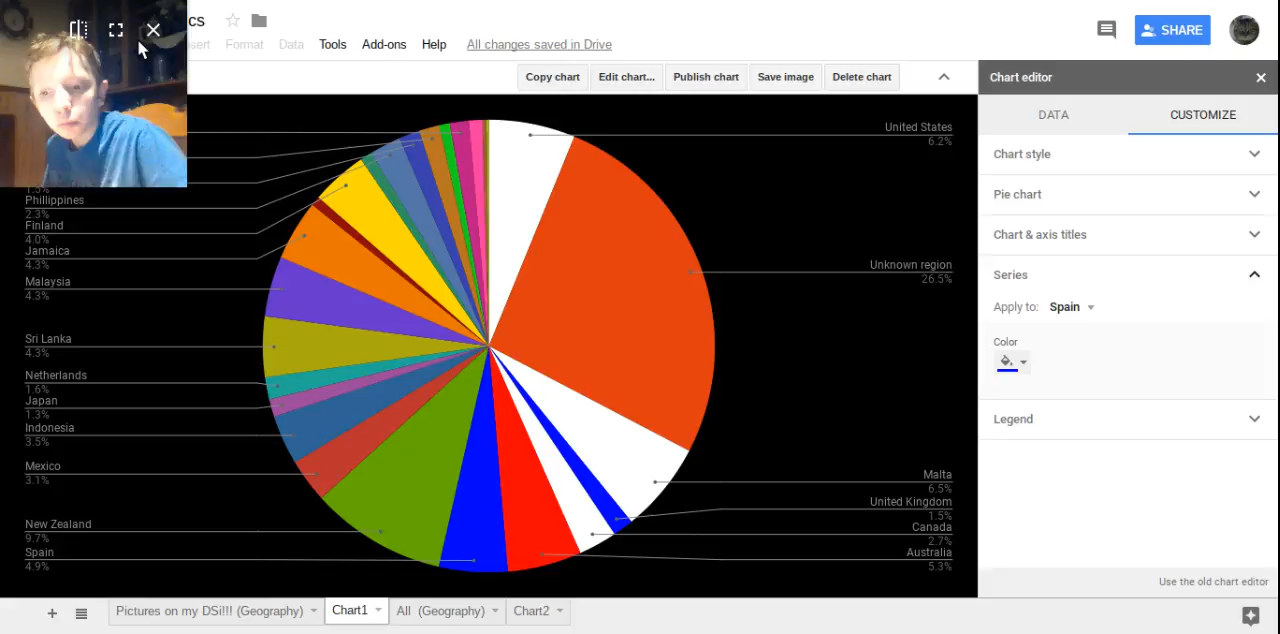 cs
All changes saved in Drive
SHARE
sert Format Data Tools Add-ons Help
Copy chart Edit chart... Publish chart Save image Delete chart
Chart editor
DATA CUSTOMIZE
Chart style
Pie chart
Chart & axis titles
Series
Apply to: Spain
Color
Legend
Use the old chart editor
United States
6.2%
Unknown region
26.5%
Malta
6.5%
United Kingdom
1.5%
Canada
2.7%
Australia
5.3%
1.5%
Phillippines
2.3%
Finland
4.0%
Jamaica
4.3%
Malaysia
4.3%
Sri Lanka
4.3%
Netherlands
1.6%
Japan
1.3%
Indonesia
3.5%
Mexico
3.1%
New Zealand
9.7%
Spain
4.9%
Pictures on my DSi!!! (Geography) Chart1 All (Geography) Chart2